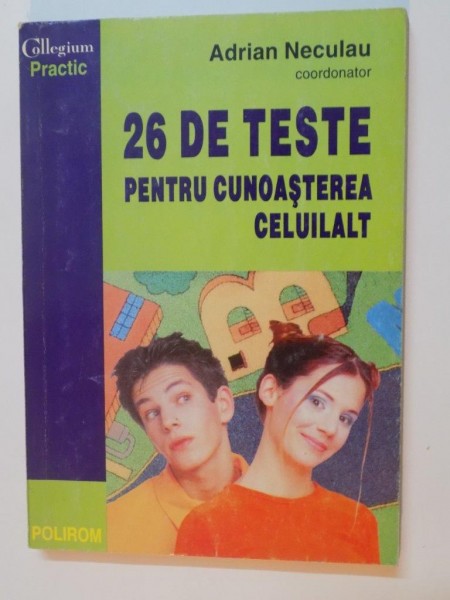 Collegium
Practic
Adrian Neculau
coordonator
26 DE TESTE
PENTRU CUNOAŞTEREA
CELUILALT
B
POLIROM